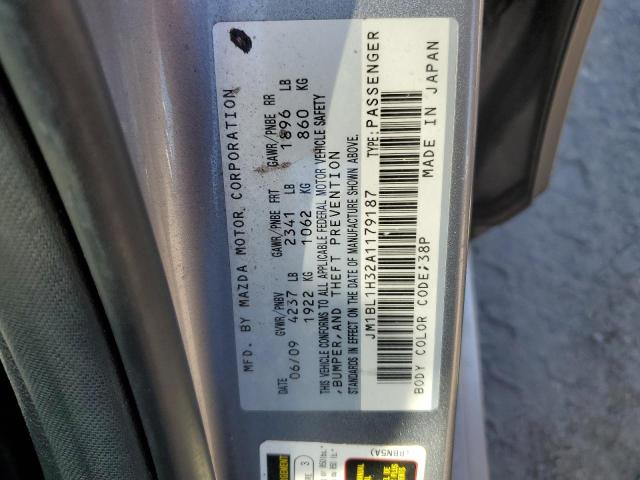 MFD. BY MAZDA MOTOR CORPORATION
DATE GVWR/PNBV GAWR/PNBE FRT GAWR/PNBE RR
06/09 4237 LB 2341 LB 1896 LB
1922 KG 1062 KG 860 KG
THIS VEHICLE CONFORMS TO ALL APPLICABLE FEDERAL MOTOR VEHICLE SAFETY
,BUMPER,AND THEFT PREVENTION
STANDARDS IN EFFECT ON THE DATE OF MANUFACTURE SHOWN ABOVE.
JM1BL1H32A1179187 TYPE:PASSENGER
BODY COLOR CODE;38P MADE IN JAPAN
(BBN5A)